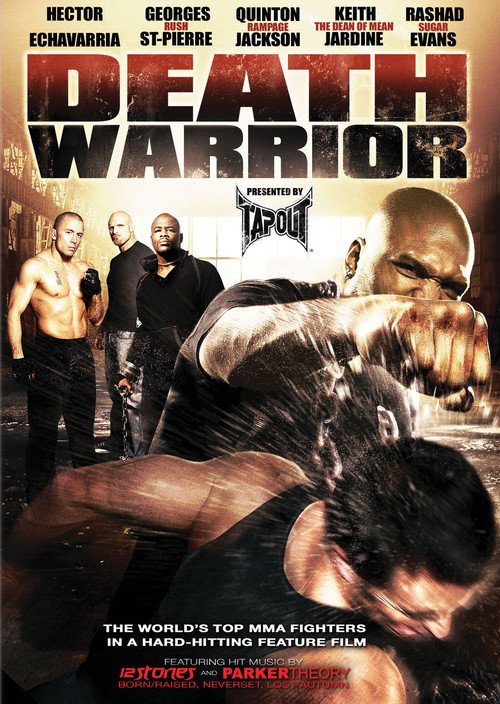 HECTOR GEORGES QUINTON KEITH RASHAD
RUSH RAMPAGE THE DEAN OF MEAN SUGAR
ECHAVARRIA ST-PIERRE JACKSON JARDINE EVANS
DEATH
WARRIOR
PRESENTED BY
TAPOUT
THE WORLD'S TOP MMA FIGHTERS
IN A HARD-HITTING FEATURE FILM
FEATURING HIT MUSIC BY
12 STONES AND PARKERTHEORY
BORN/RAISED, NEVERSET, LOST AUTUMN